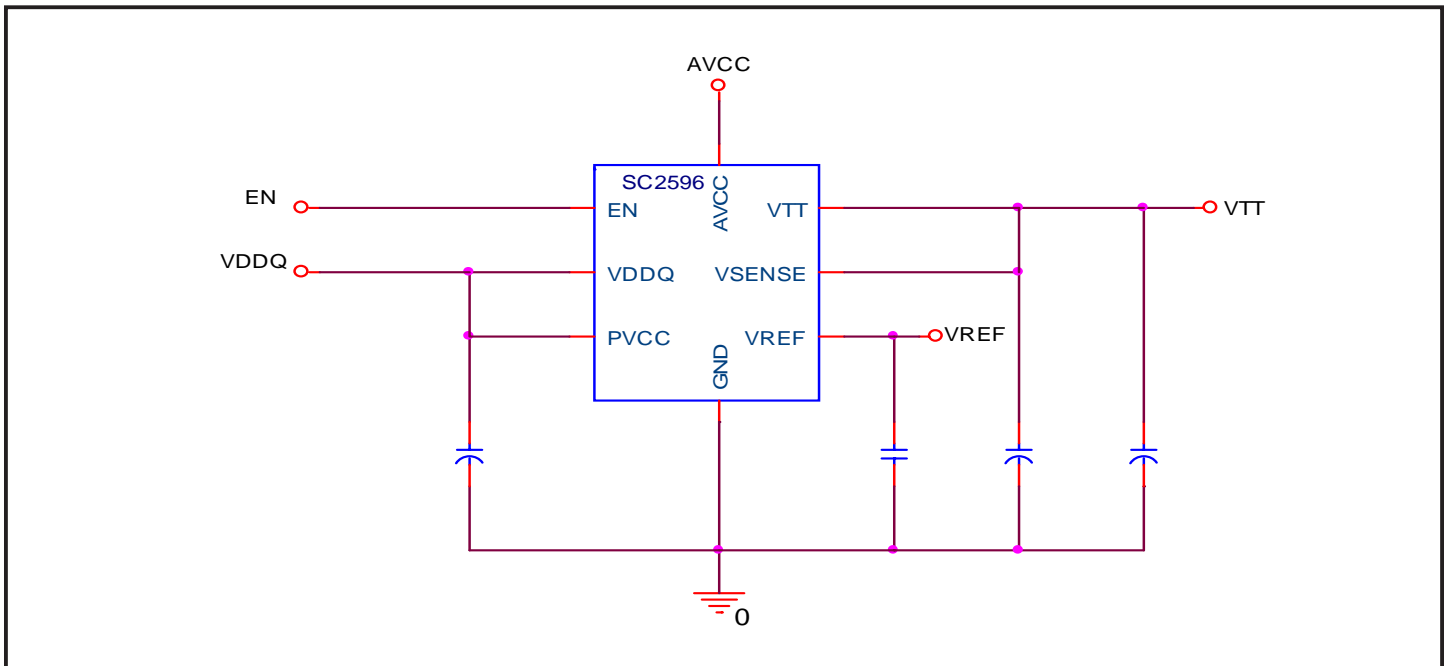 AVCC
SC2596
AVCC
EN
EN
VTT
VTT
VDDQ
VDDQ
VSENSE
PVCC
VREF
VREF
GND
0